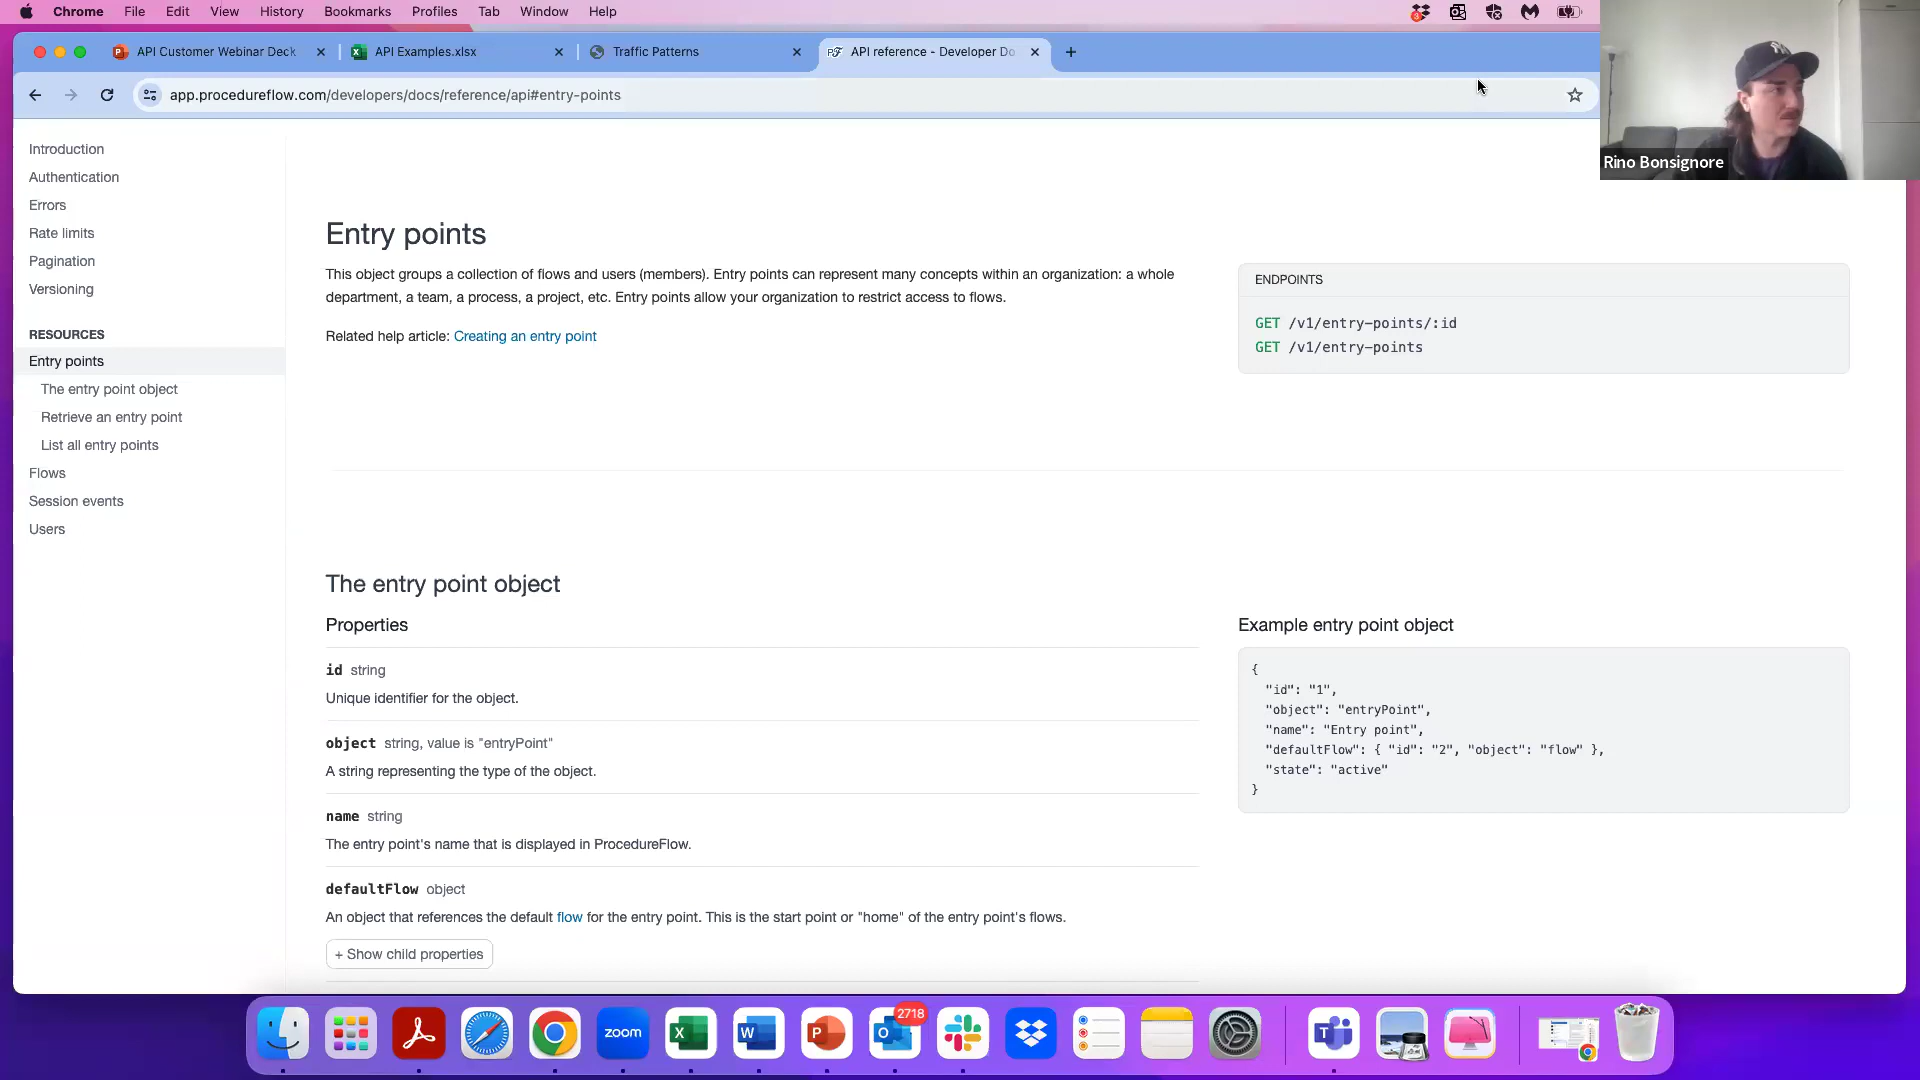 Chrome File Edit View History Bookmarks Profiles Tab Window Help
3
API Customer Webinar Deck
API Examples.xlsx
Traffic Patterns
API reference - Developer Do
app.procedureflow.com/developers/docs/reference/api#entry-points
Rino Bonsignore
Introduction
Authentication
Errors
Rate limits
Pagination
Versioning
RESOURCES
Entry points
The entry point object
Retrieve an entry point
List all entry points
Flows
Session events
Users
Entry points
This object groups a collection of flows and users (members). Entry points can represent many concepts within an organization: a whole
department, a team, a process, a project, etc. Entry points allow your organization to restrict access to flows.
Related help article: Creating an entry point
ENDPOINTS
GET /v1/entry-points/:id
GET /v1/entry-points
The entry point object
Properties
id string
Unique identifier for the object.
object string, value is "entryPoint"
A string representing the type of the object.
name string
The entry point's name that is displayed in ProcedureFlow.
defaultFlow object
An object that references the default flow for the entry point. This is the start point or "home" of the entry point's flows.
+ Show child properties
Example entry point object
{
"id": "1",
"object": "entryPoint",
"name": "Entry point",
"defaultFlow": { "id": "2", "object": "flow" },
"state": "active"
}
zoom
2718